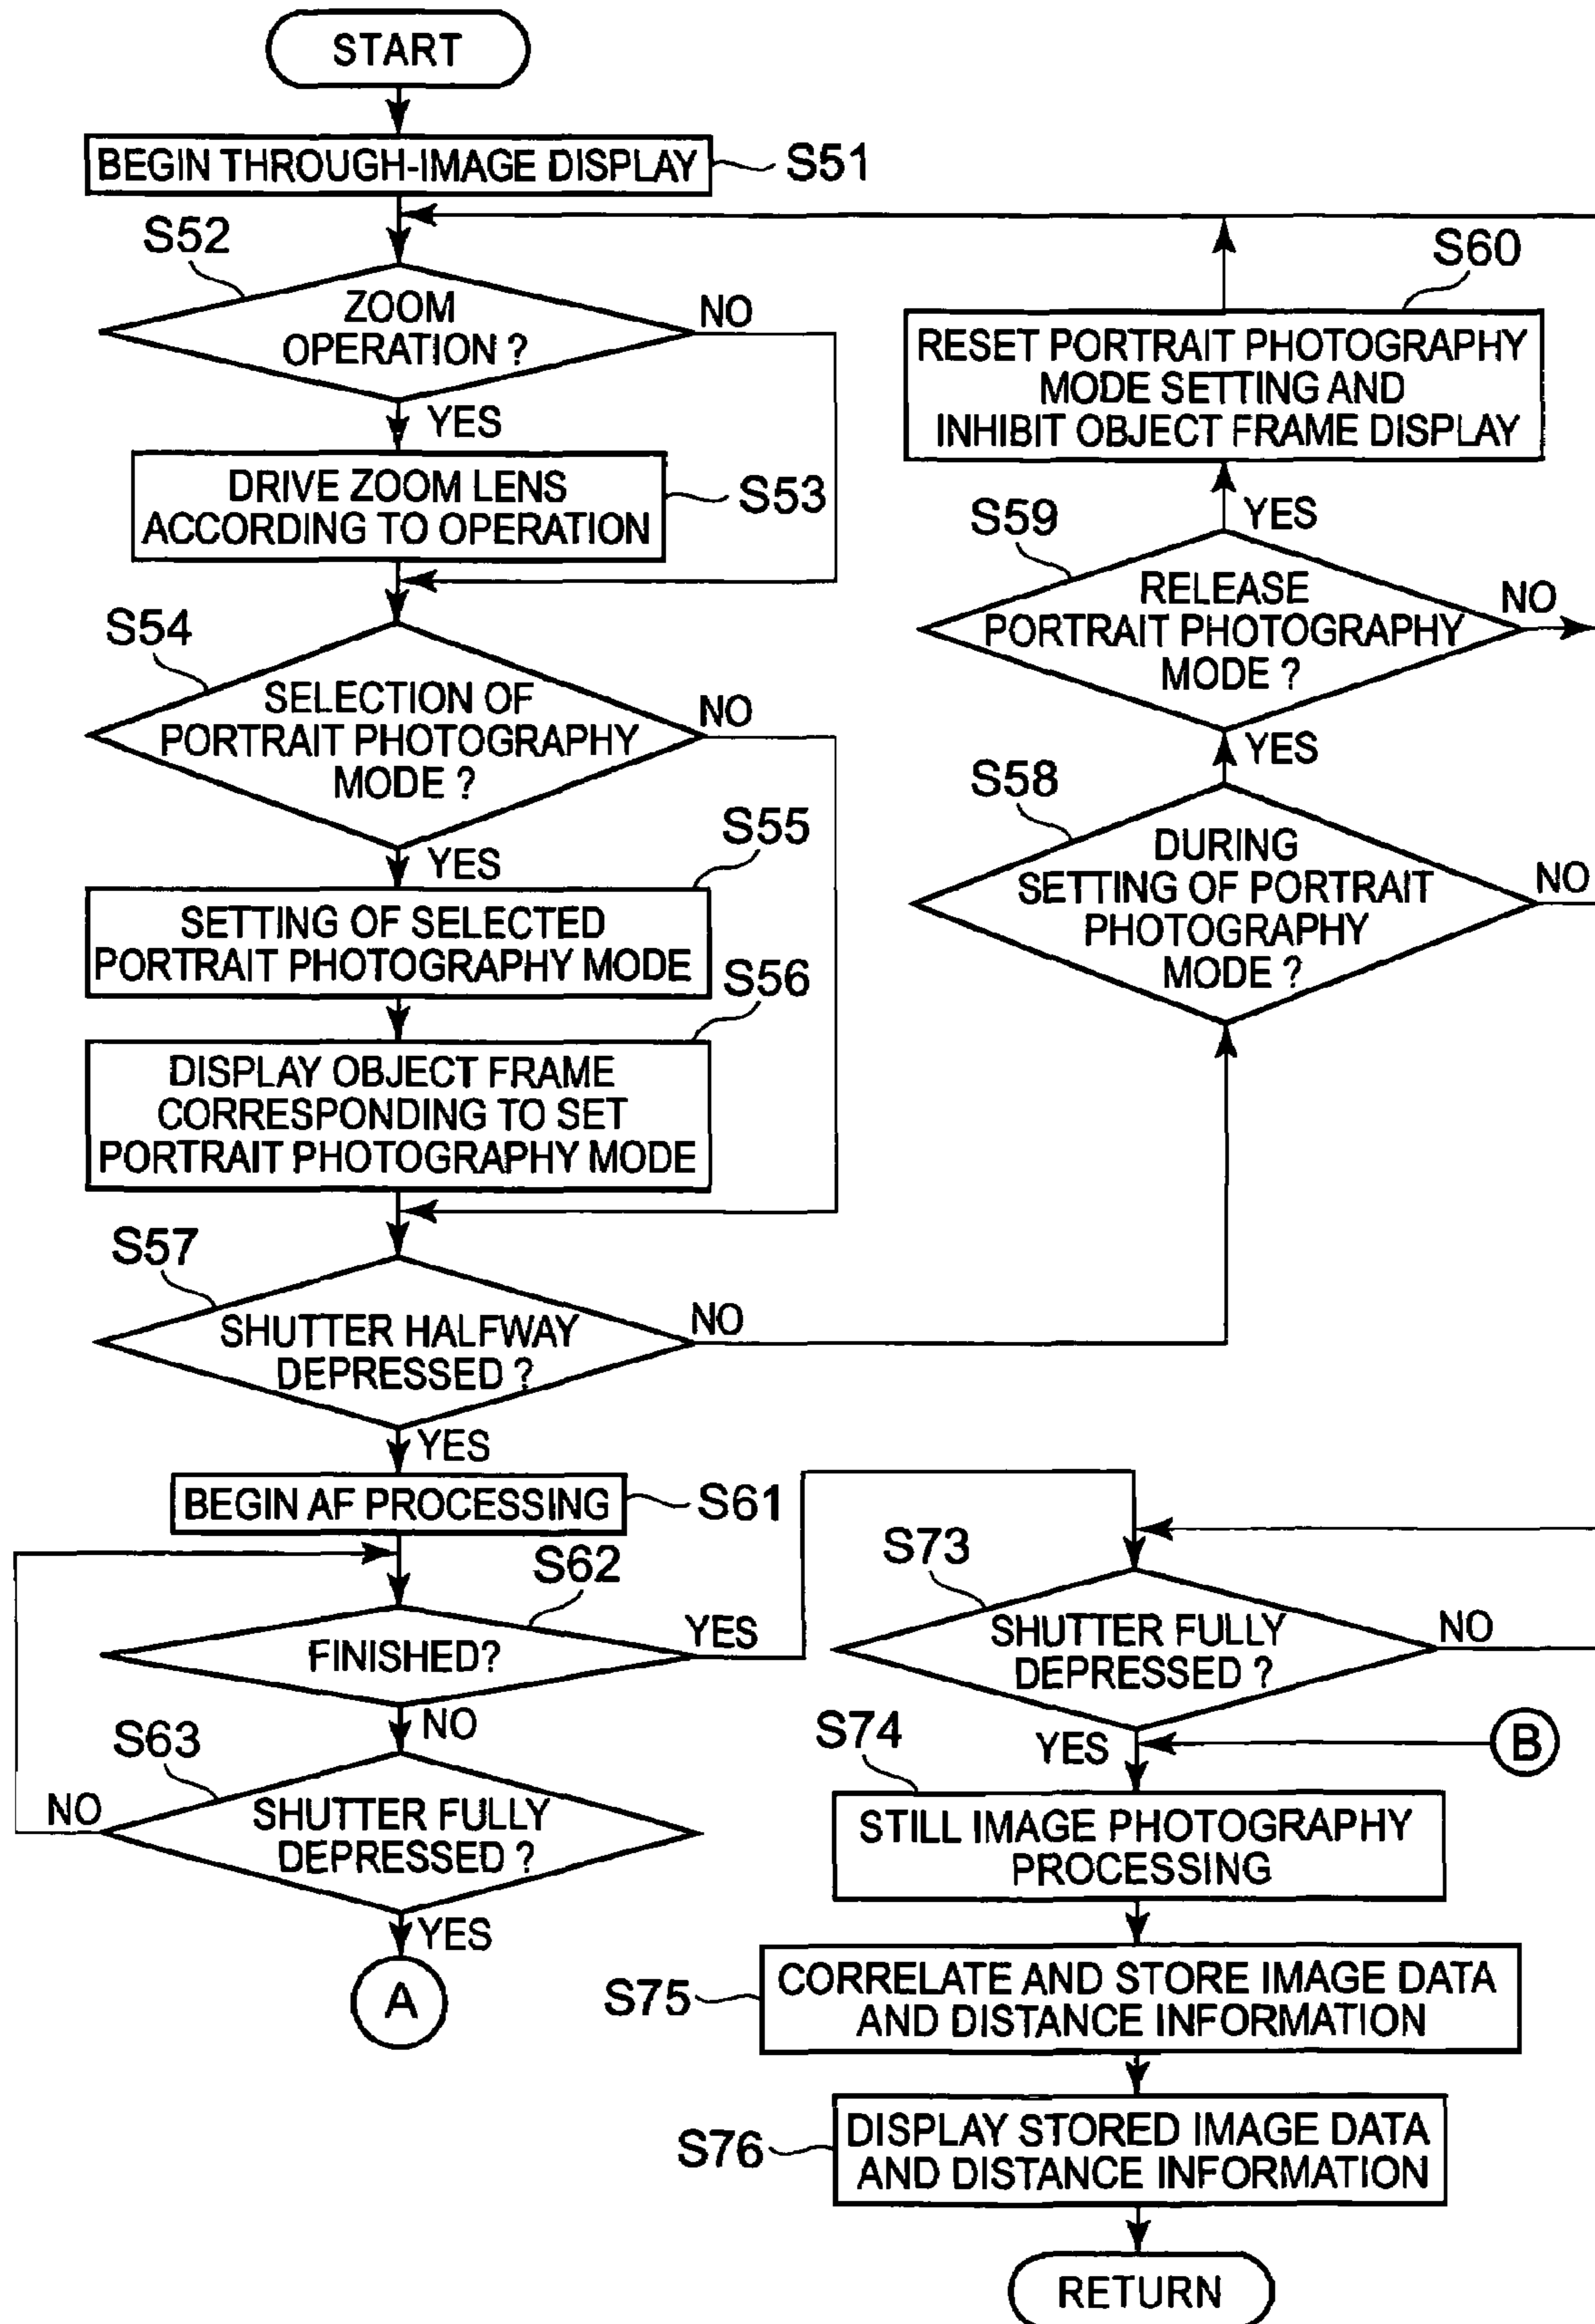 START
BEGIN THROUGH-IMAGE DISPLAY
S51
S52
ZOOM
OPERATION ?
NO
YES
DRIVE ZOOM LENS
ACCORDING TO OPERATION
S53
S54
SELECTION OF
PORTRAIT PHOTOGRAPHY
MODE ?
NO
YES
S55
SETTING OF SELECTED
PORTRAIT PHOTOGRAPHY MODE
S56
DISPLAY OBJECT FRAME
CORRESPONDING TO SET
PORTRAIT PHOTOGRAPHY MODE
S57
SHUTTER HALFWAY
DEPRESSED ?
NO
YES
S60
RESET PORTRAIT PHOTOGRAPHY
MODE SETTING AND
INHIBIT OBJECT FRAME DISPLAY
YES
S59
RELEASE
PORTRAIT PHOTOGRAPHY
MODE ?
NO
YES
S58
DURING
SETTING OF PORTRAIT
PHOTOGRAPHY
MODE ?
NO
BEGIN AF PROCESSING
S61
S62
FINISHED?
YES
NO
S63
SHUTTER FULLY
DEPRESSED ?
NO
YES
A
S73
SHUTTER FULLY
DEPRESSED ?
NO
YES
B
S74
STILL IMAGE PHOTOGRAPHY
PROCESSING
S75
CORRELATE AND STORE IMAGE DATA
AND DISTANCE INFORMATION
S76
DISPLAY STORED IMAGE DATA
AND DISTANCE INFORMATION
RETURN